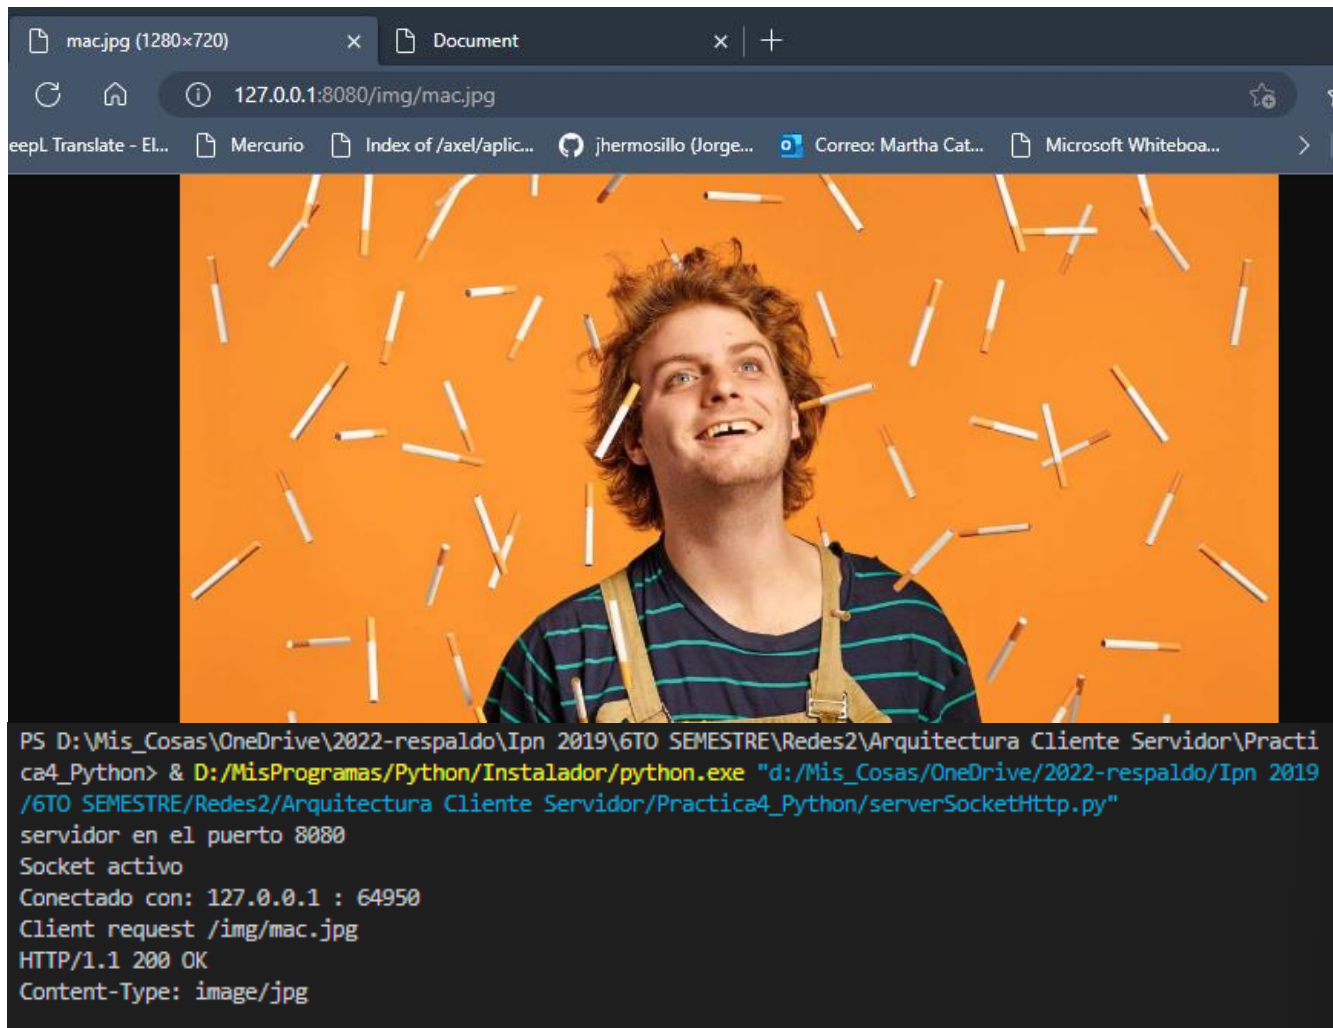 mac.jpg (1280×720)
Document
127.0.0.1:8080/img/mac.jpg
eepL Translate - El...
Mercurio
Index of /axel/aplic...
jhermosillo (Jorge...
Correo: Martha Cat...
Microsoft Whiteboa...
PS D:\Mis_Cosas\OneDrive\2022-respaldo\Ipn 2019\6TO SEMESTRE\Redes2\Arquitectura Cliente Servidor\Practi
ca4_Python> & D:/MisProgramas/Python/Instalador/python.exe "d:/Mis_Cosas/OneDrive/2022-respaldo/Ipn 2019
/6TO SEMESTRE/Redes2/Arquitectura Cliente Servidor/Practica4_Python/serverSocketHttp.py"
servidor en el puerto 8080
Socket activo
Conectado con: 127.0.0.1 : 64950
Client request /img/mac.jpg
HTTP/1.1 200 OK
Content-Type: image/jpg